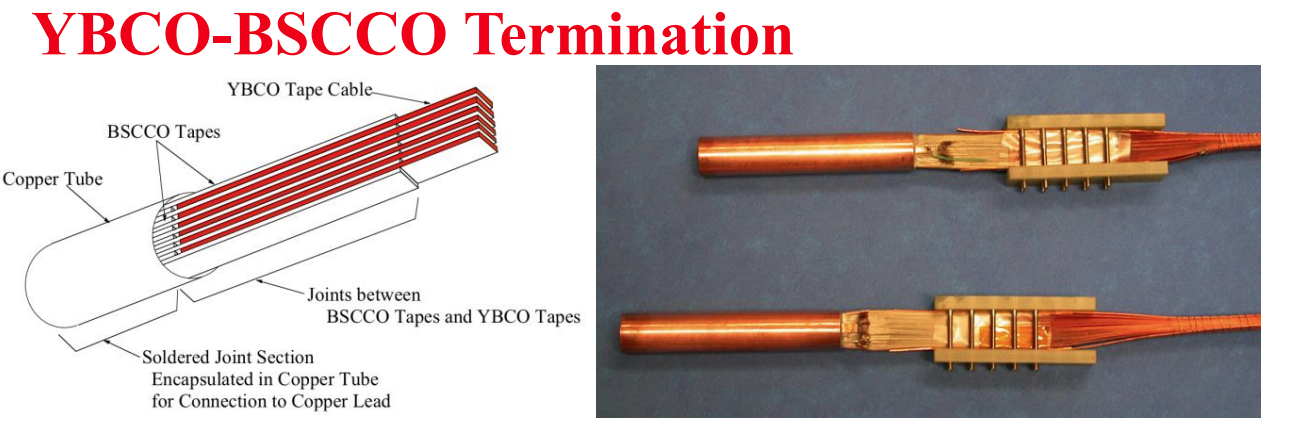 YBCO-BSCCO Termination
YBCO Tape Cable
BSCCO Tapes
Copper Tube
Joints between
BSCCO Tapes and YBCO Tapes
Soldered Joint Section
Encapsulated in Copper Tube
for Connection to Copper Lead